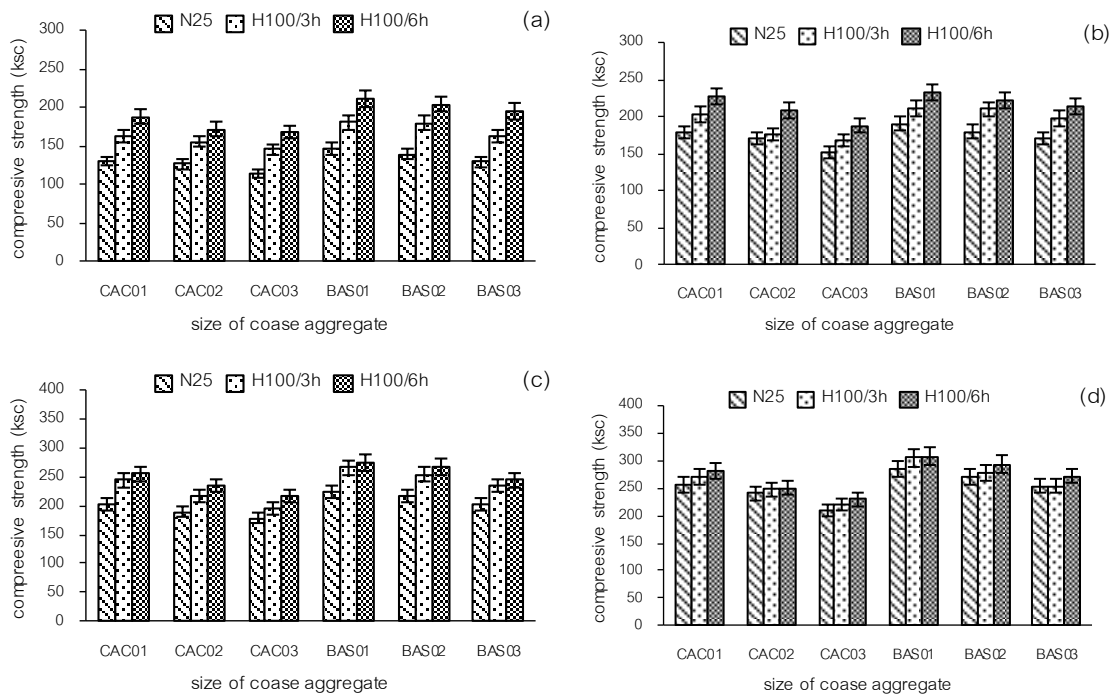 N25 H100/3h H100/6h (a)
compreesive strength (ksc)
300
250
200
150
100
50
0
CAC01 CAC02 CAC03 BAS01 BAS02 BAS03
size of coase aggregate
N25 H100/3h H100/6h (b)
compreesive strength (ksc)
300
250
200
150
100
50
0
CAC01 CAC02 CAC03 BAS01 BAS02 BAS03
size of coase aggregate
N25 H100/3h H100/6h (c)
compreesive strength (ksc)
400
350
300
250
200
150
100
50
0
CAC01 CAC02 CAC03 BAS01 BAS02 BAS03
size of coase aggregate
N25 H100/3h H100/6h (d)
compreesive strength (ksc)
400
350
300
250
200
150
100
50
0
CAC01 CAC02 CAC03 BAS01 BAS02 BAS03
size of coase aggregate